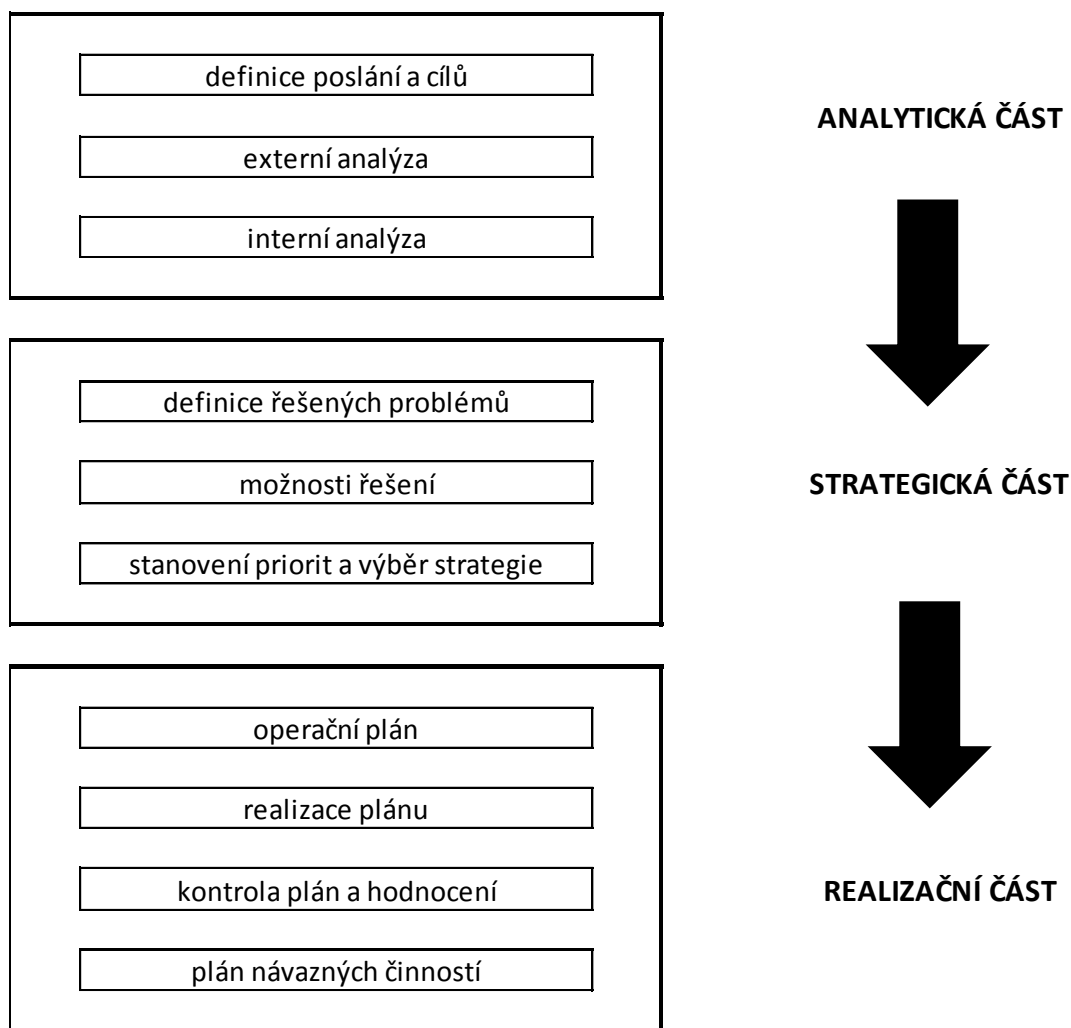 definice poslání a cílů
externí analýza
interní analýza
ANALYTICKÁ ČÁST
definice řešených problémů
možnosti řešení
stanovení priorit a výběr strategie
STRATEGICKÁ ČÁST
operační plán
realizace plánu
kontrola plán a hodnocení
plán návazných činností
REALIZAČNÍ ČÁST